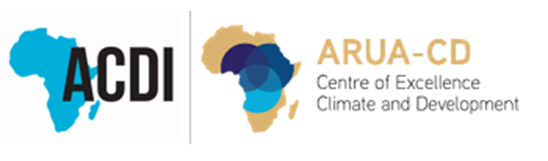 ACDI
ARUA-CD
Centre of Excellence
Climate and Development